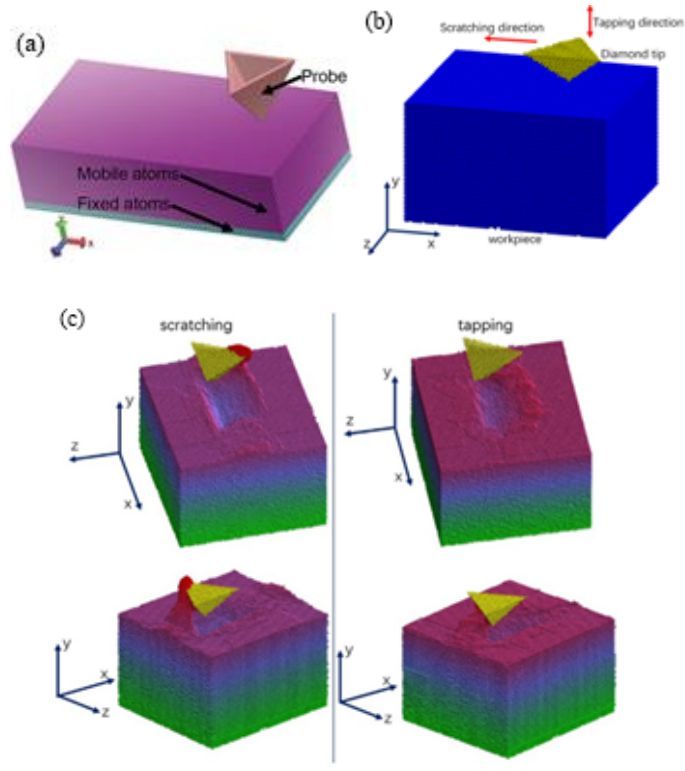 (a)
Probe
Mobile atoms
Fixed atoms
x
(b)
Scratching direction
Tapping direction
Diamond tip
y
x
z
workpiece
(c)
scratching
tapping
y
z
x
y
z
x
y
x
z
y
x
z